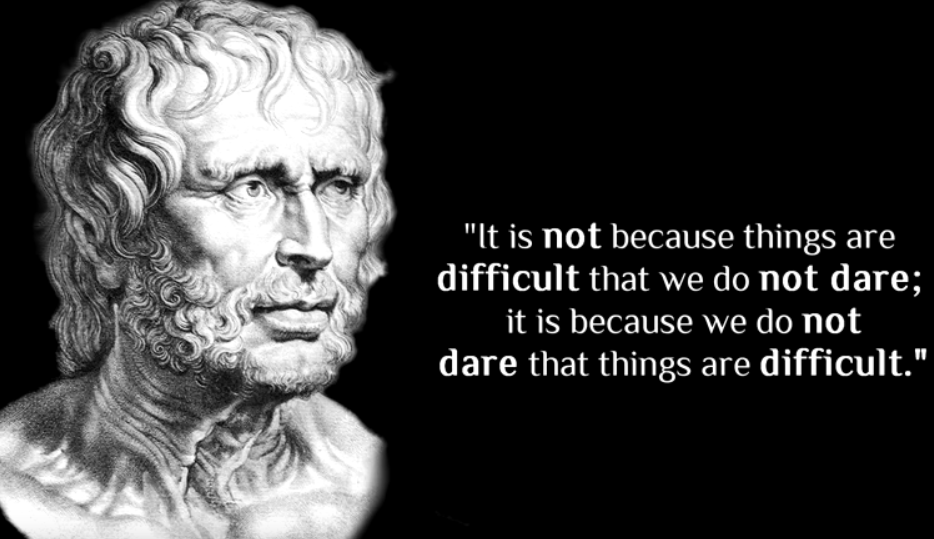 "It is not because things are
difficult that we do not dare;
it is because we do not
dare that things are difficult."